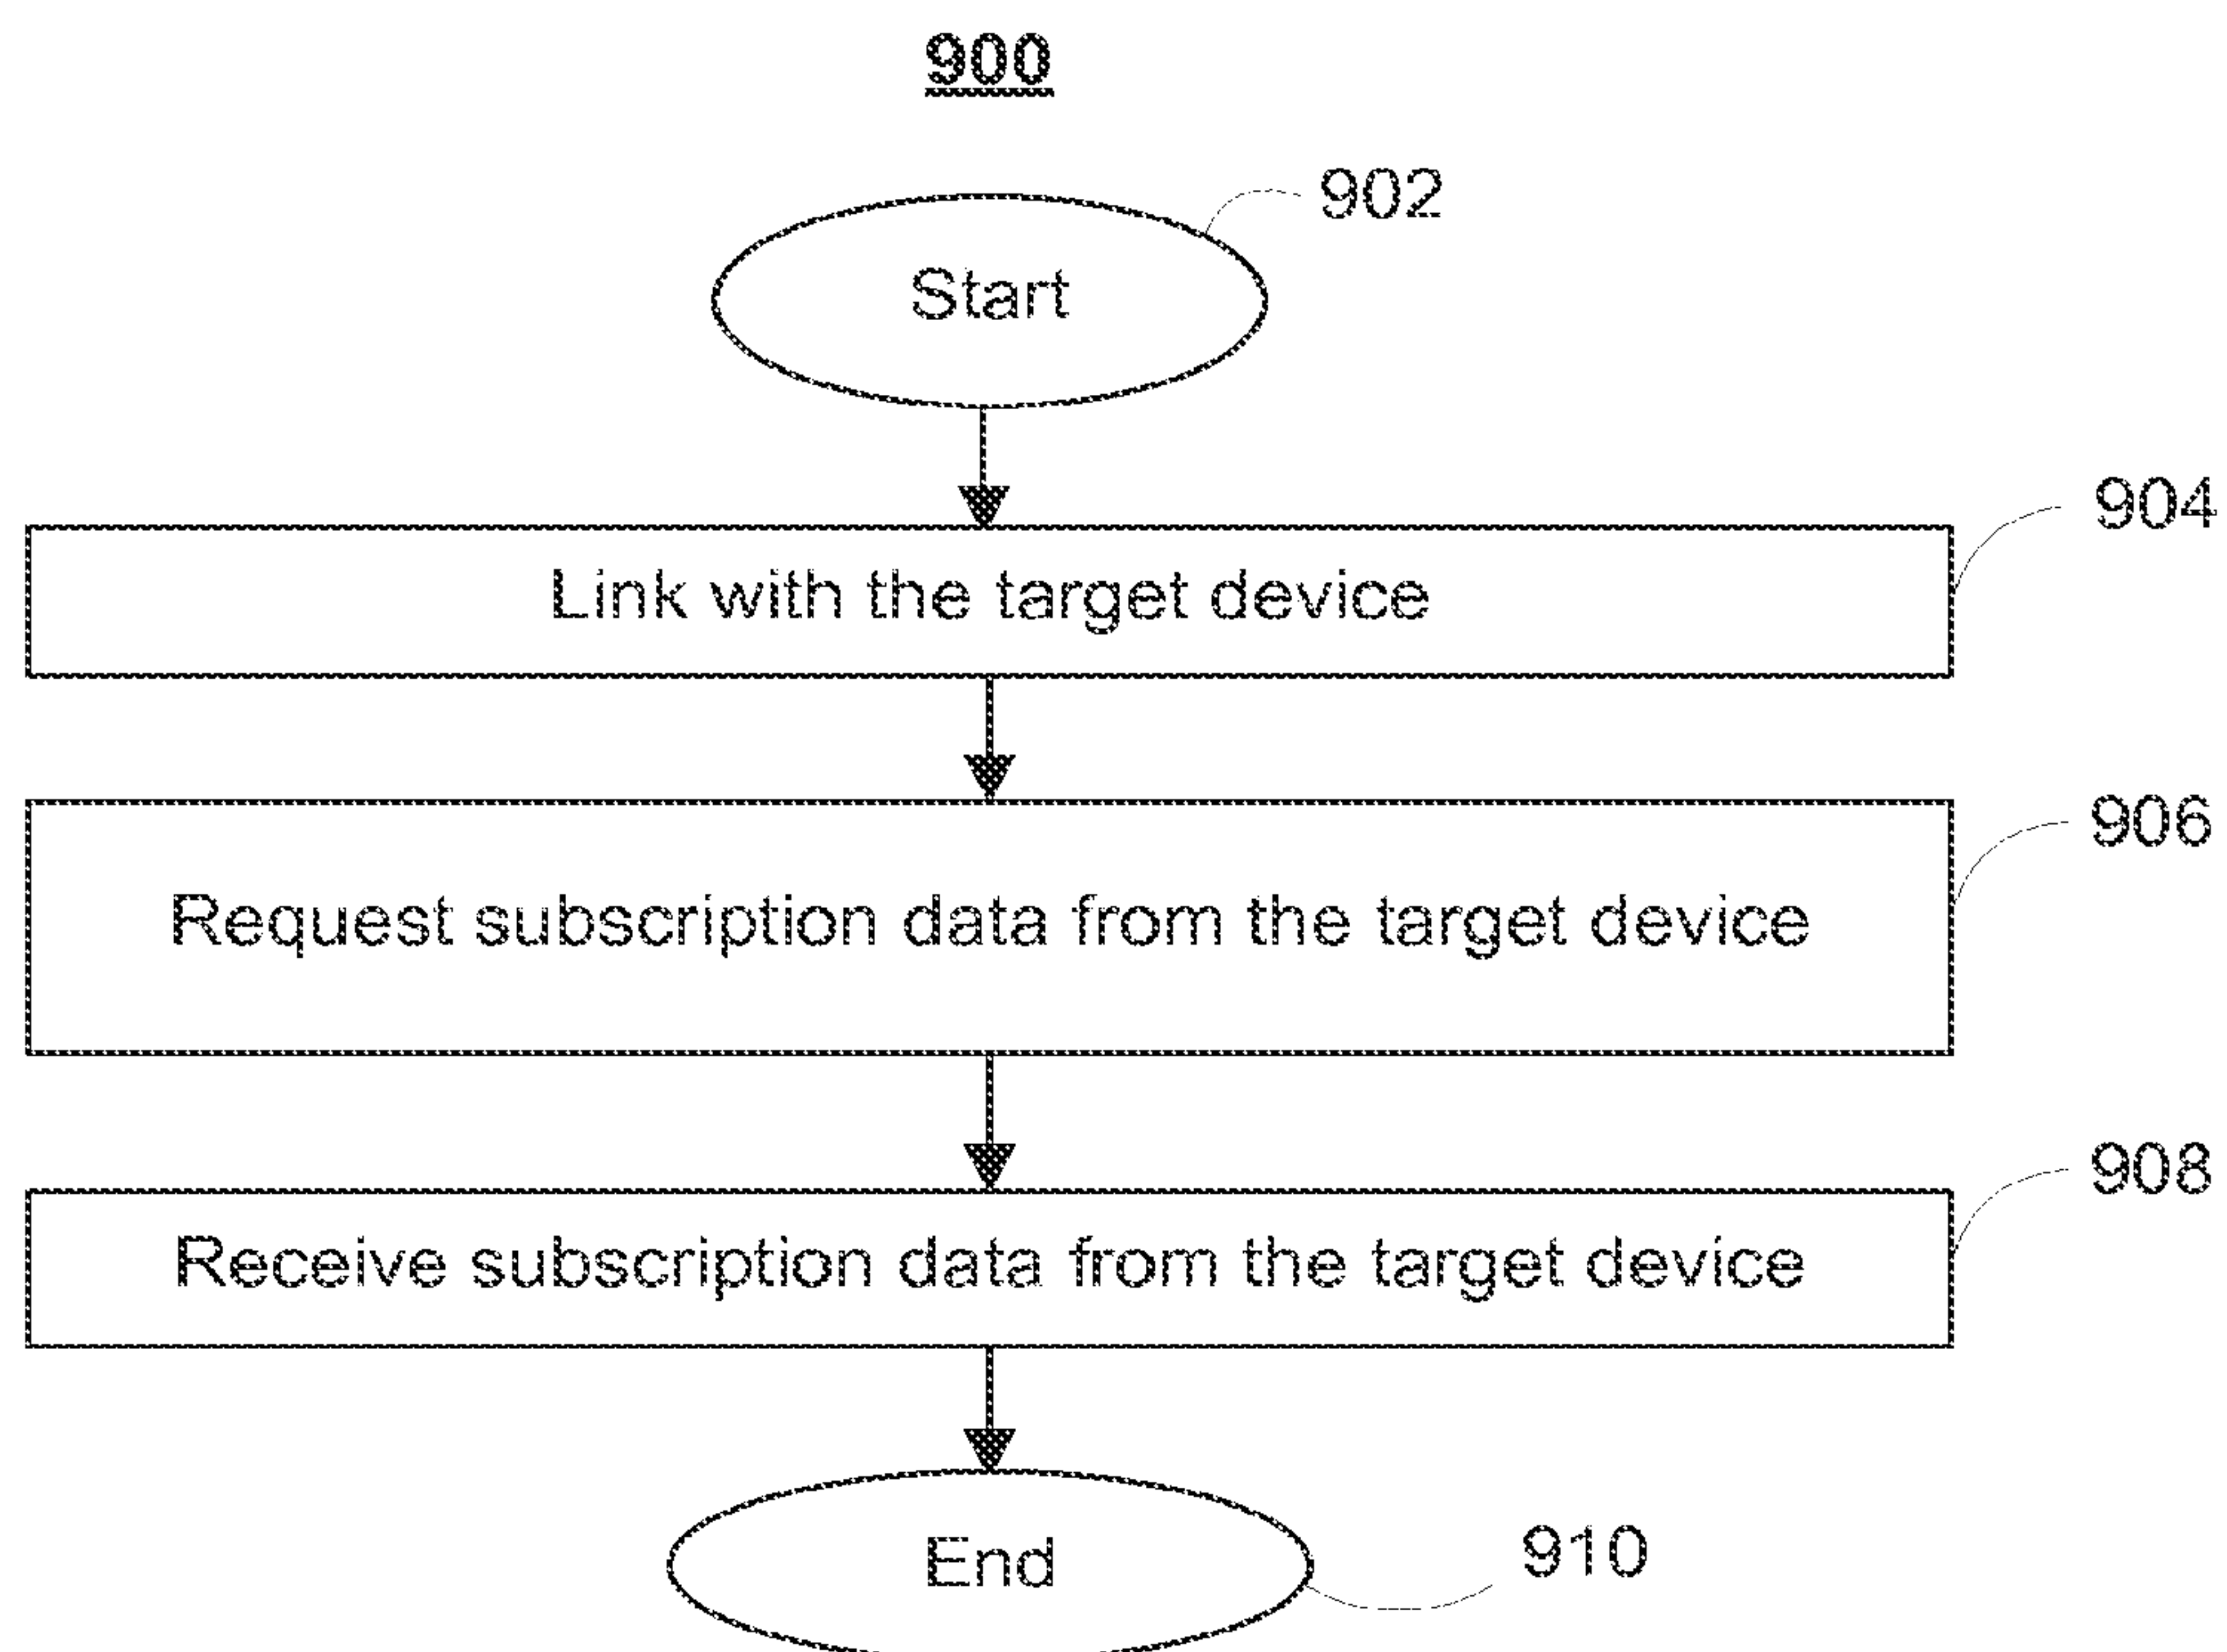 900
902
Start
904
Link with the target device
906
Request subscription data from the target device
908
Receive subscription data from the target device
End
910